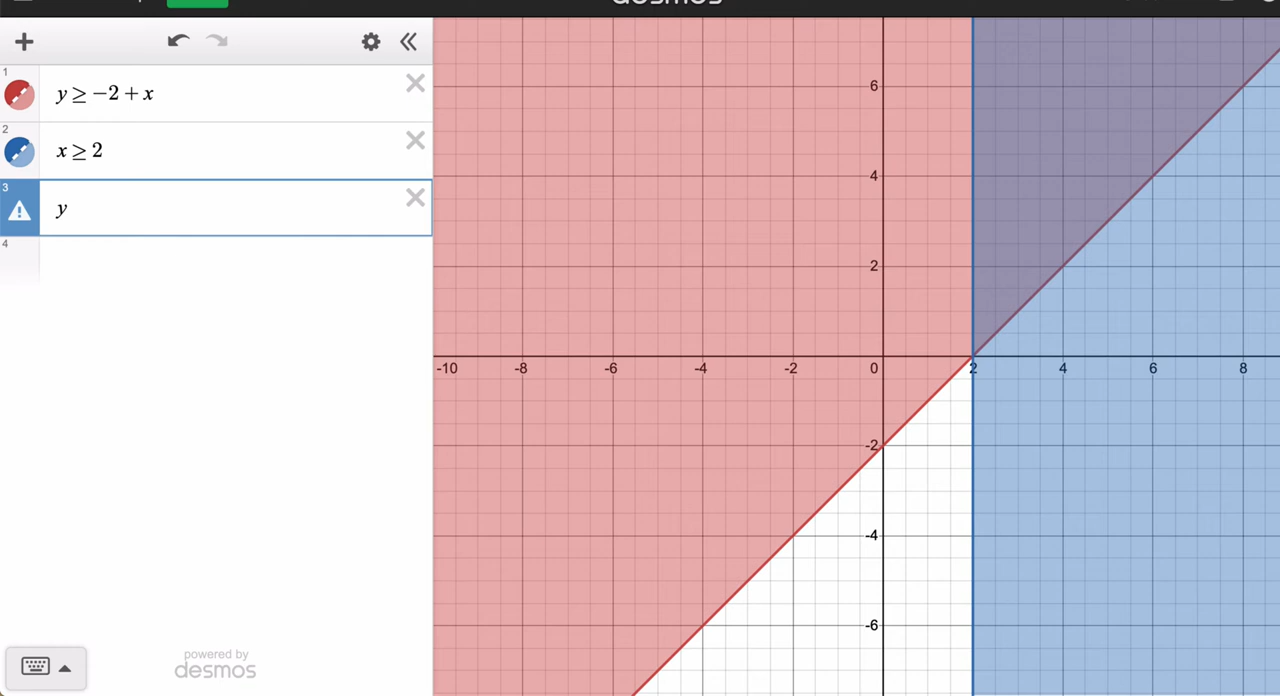 desmos
1
y ≥ −2 + x
2
x ≥ 2
3
y
4
6
4
2
-10 -8 -6 -4 -2 0 2 4 6 8
-2
-4
-6
powered by
desmos